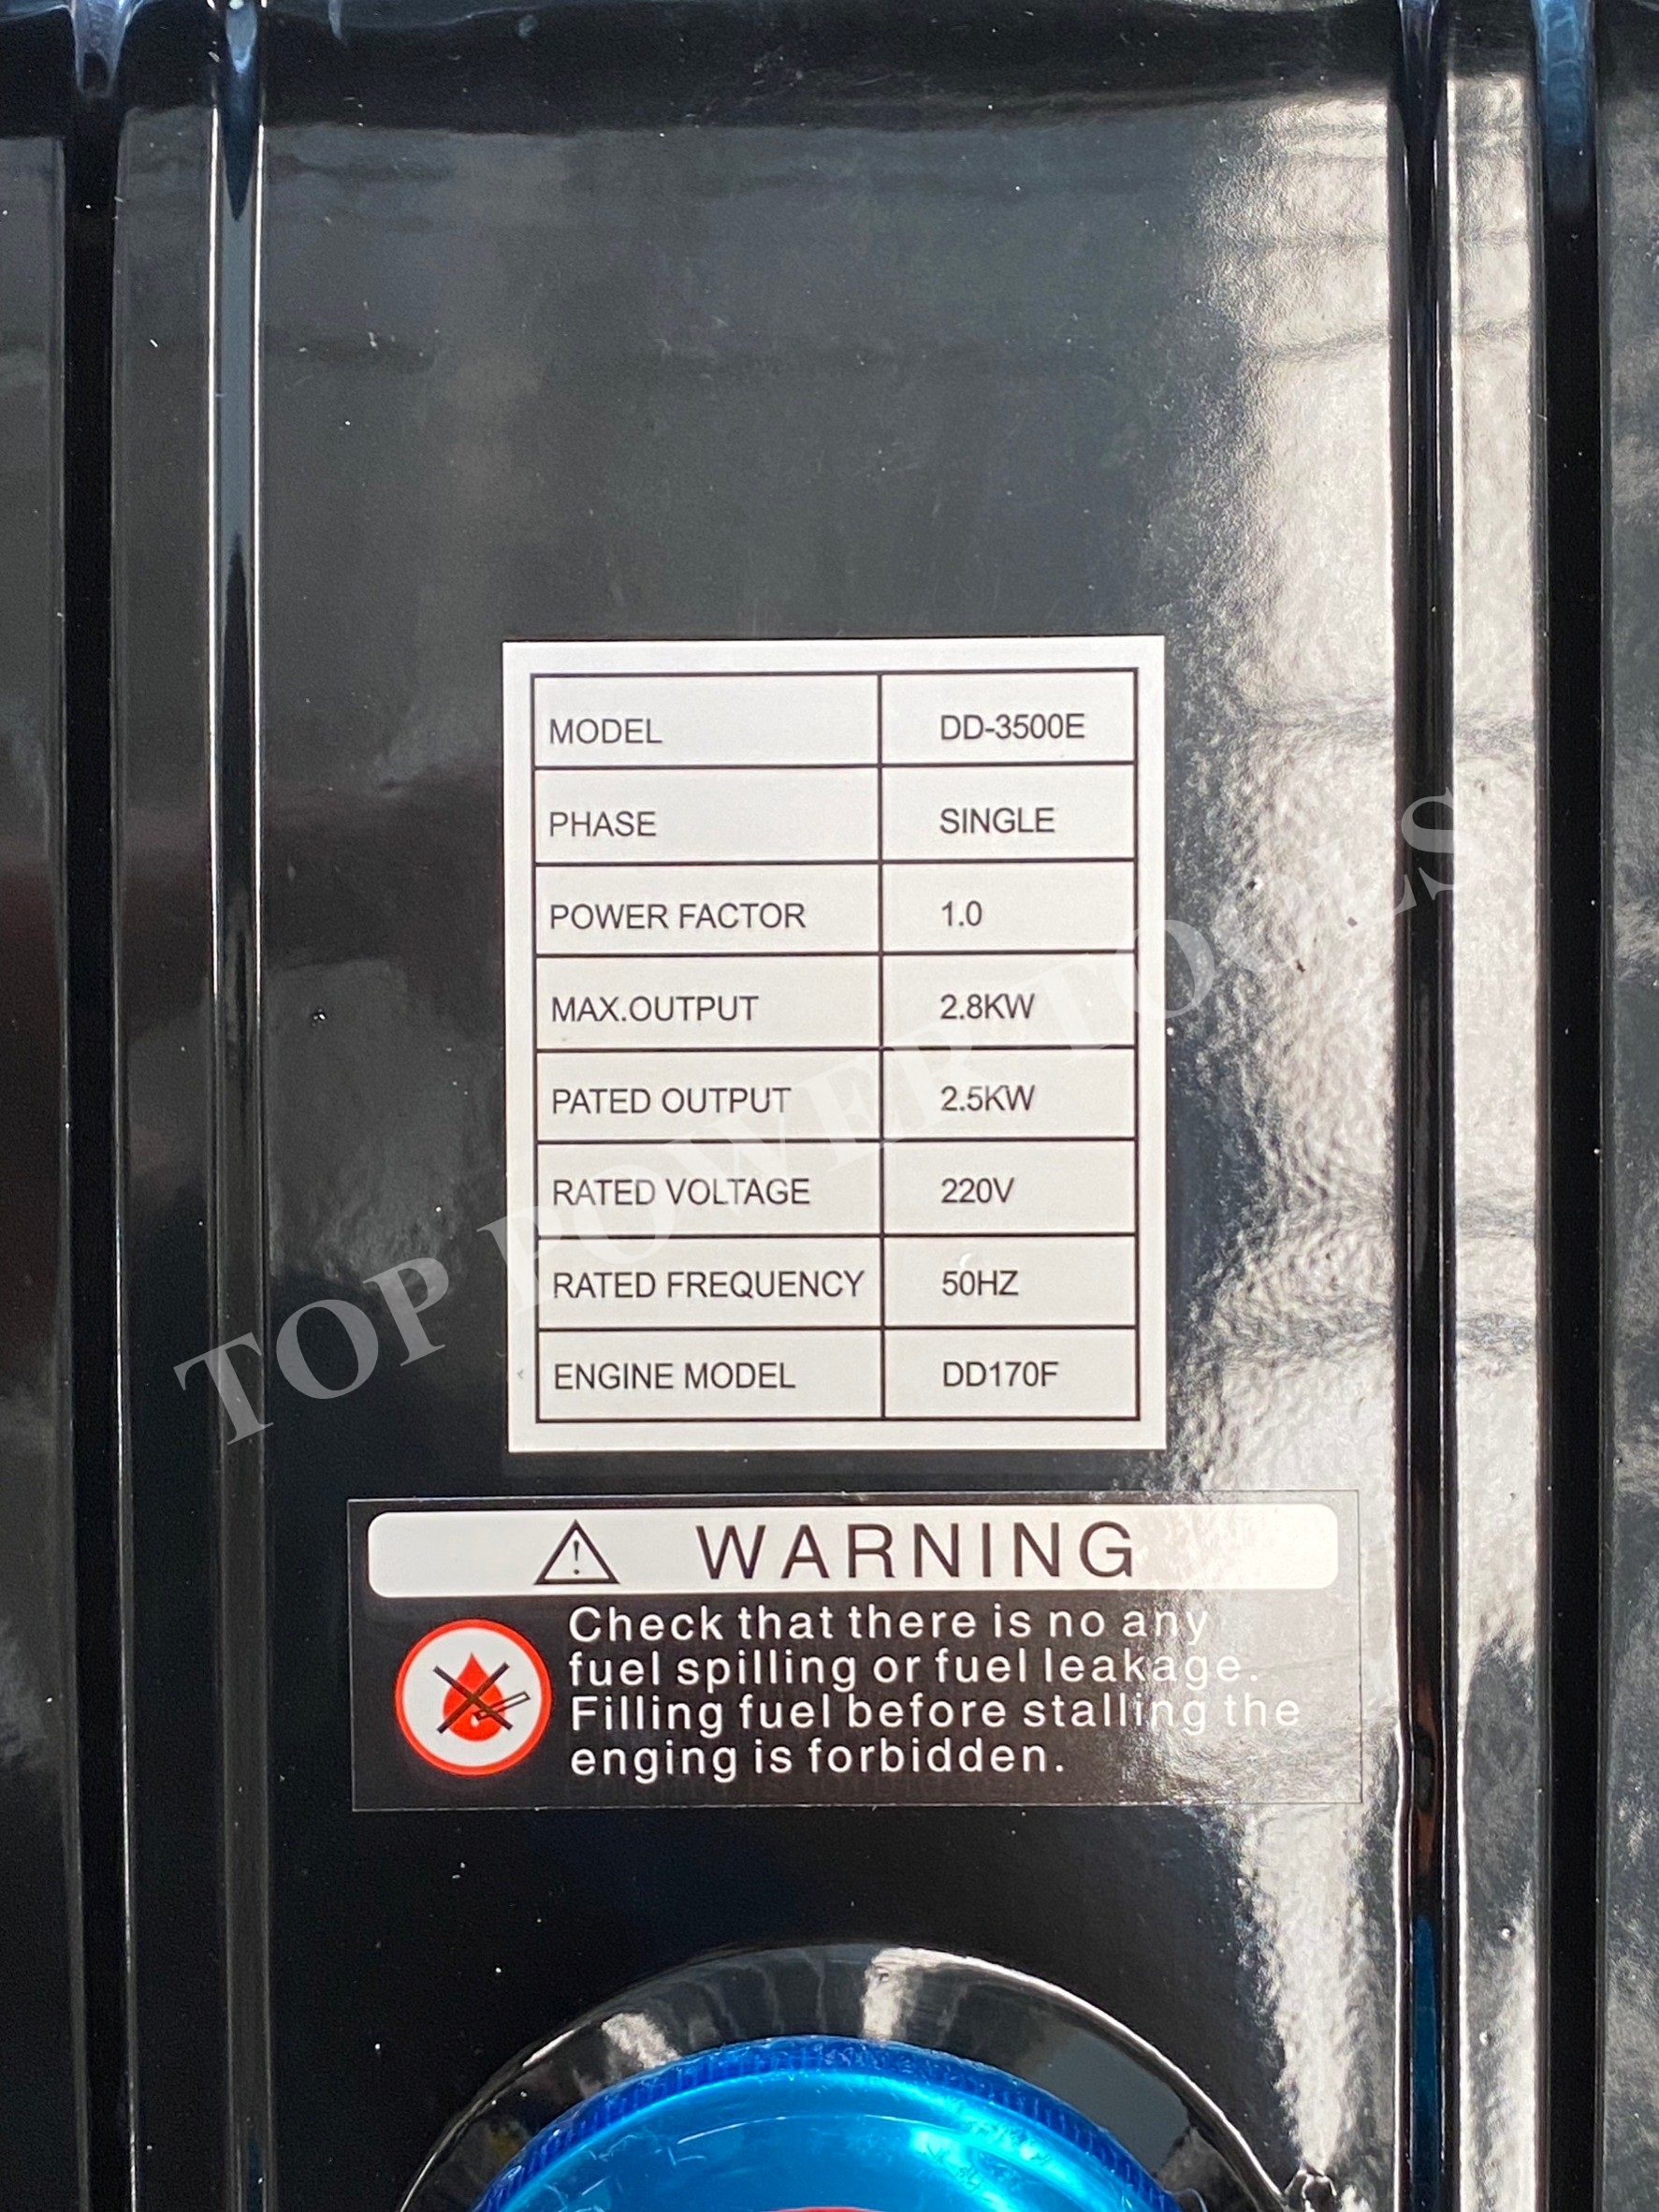 MODEL DD-3500E
PHASE SINGLE
POWER FACTOR 1.0
MAX.OUTPUT 2.8KW
PATED OUTPUT 2.5KW
RATED VOLTAGE 220V
RATED FREQUENCY 50HZ
ENGINE MODEL DD170F
TOP POWER TOOLS
WARNING
Check that there is no any
fuel spilling or fuel leakage.
Filling fuel before stalling the
enging is forbidden.